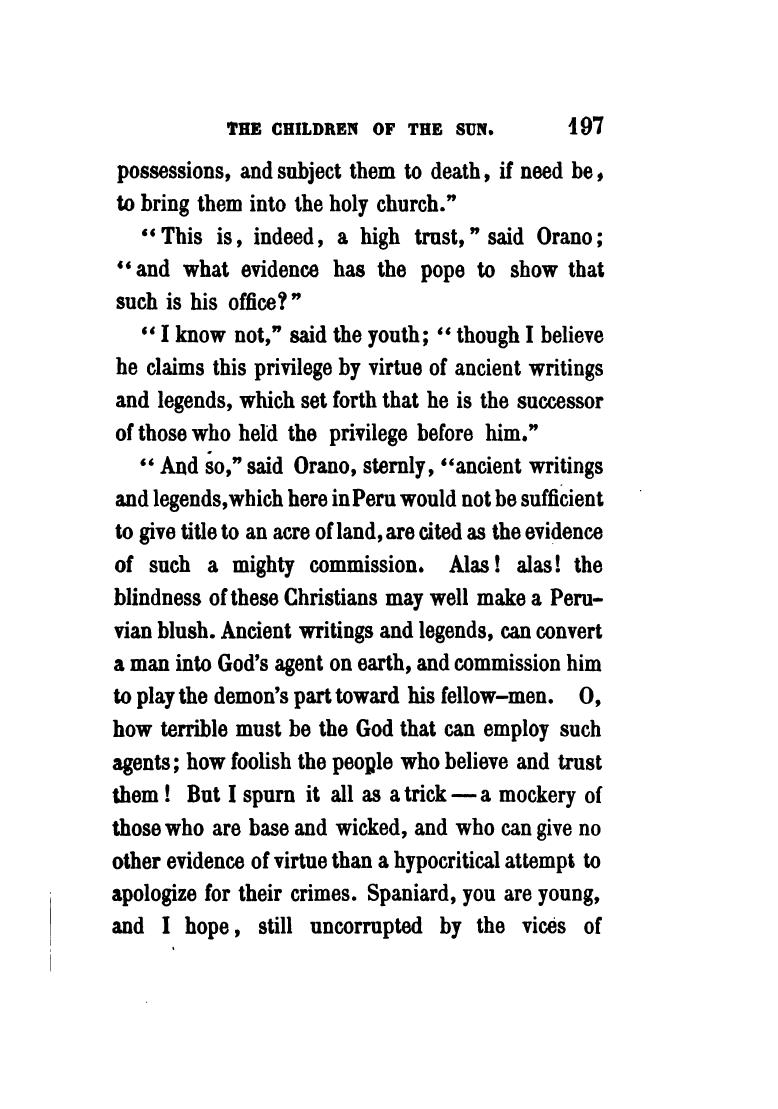 THE CHILDREN OF THE SUN. 197
possessions, and subject them to death, if need be,
to bring them into the holy church.”
“This is, indeed, a high trust,” said Orano;
“and what evidence has the pope to show that
such is his office?”
“I know not,” said the youth; “though I believe
he claims this privilege by virtue of ancient writings
and legends, which set forth that he is the successor
of those who held the privilege before him.”
“And so,” said Orano, sternly, “ancient writings
and legends, which here in Peru would not be sufficient
to give title to an acre of land, are cited as the evidence
of such a mighty commission. Alas! alas! the
blindness of these Christians may well make a Peru-
vian blush. Ancient writings and legends, can convert
a man into God’s agent on earth, and commission him
to play the demon’s part toward his fellow-men. O,
how terrible must be the God that can employ such
agents; how foolish the people who believe and trust
them! But I spurn it all as a trick — a mockery of
those who are base and wicked, and who can give no
other evidence of virtue than a hypocritical attempt to
apologize for their crimes. Spaniard, you are young,
and I hope, still uncorrupted by the vices of